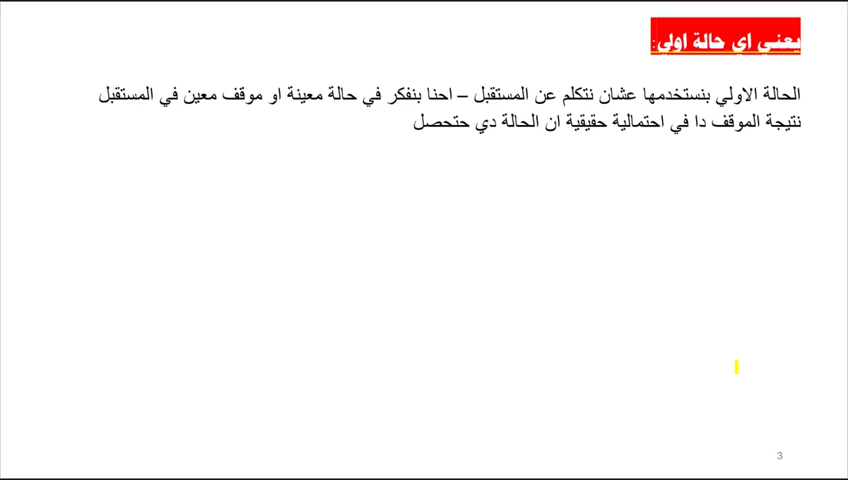 يعني اي حالة اولي:
الحالة الاولي بنستخدمها عشان نتكلم عن المستقبل – احنا بنفكر في حالة معينة او موقف معين في المستقبل
نتيجة الموقف دا في احتمالية حقيقية ان الحالة دي حتحصل
3